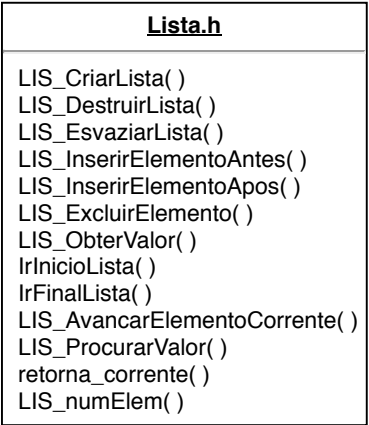 Lista.h
LIS_CriarLista( )
LIS_DestruirLista( )
LIS_EsvaziarLista( )
LIS_InserirElementoAntes( )
LIS_InserirElementoApos( )
LIS_ExcluirElemento( )
LIS_ObterValor( )
IrInicioLista( )
IrFinalLista( )
LIS_AvancarElementoCorrente( )
LIS_ProcurarValor( )
retorna_corrente( )
LIS_numElem( )